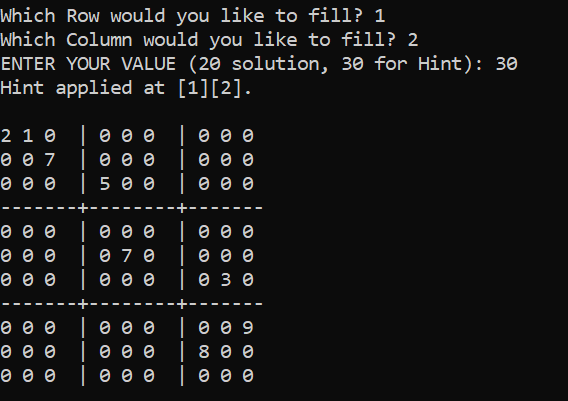 Which Row would you like to fill? 1
Which Column would you like to fill? 2
ENTER YOUR VALUE (20 solution, 30 for Hint): 30
Hint applied at [1][2].

2 1 0  | 0 0 0  | 0 0 0
0 0 7  | 0 0 0  | 0 0 0
0 0 0  | 5 0 0  | 0 0 0
-------+--------+-------
0 0 0  | 0 0 0  | 0 0 0
0 0 0  | 0 7 0  | 0 0 0
0 0 0  | 0 0 0  | 0 3 0
-------+--------+-------
0 0 0  | 0 0 0  | 0 0 9
0 0 0  | 0 0 0  | 8 0 0
0 0 0  | 0 0 0  | 0 0 0